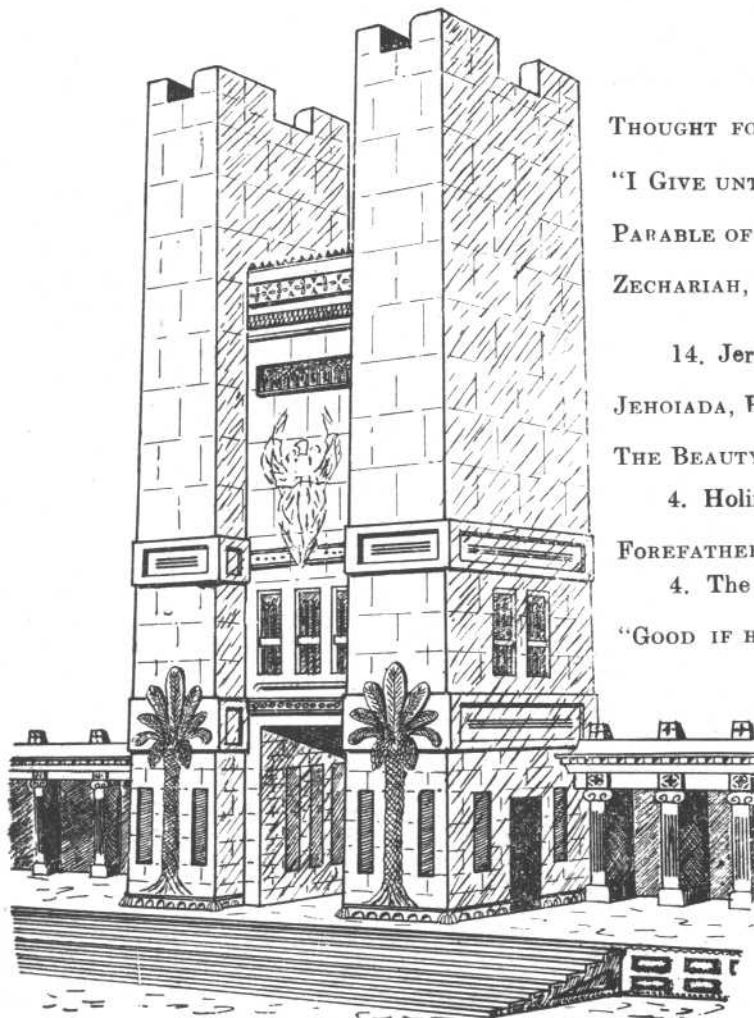 THOUGHT FO
"I GIVE UNT
PARABLE OF
ZECHARIAH,
14. Jer
JEHOIADA, P
THE BEAUTY
4. Holi
FOREFATHER
4. The
"GOOD IF H